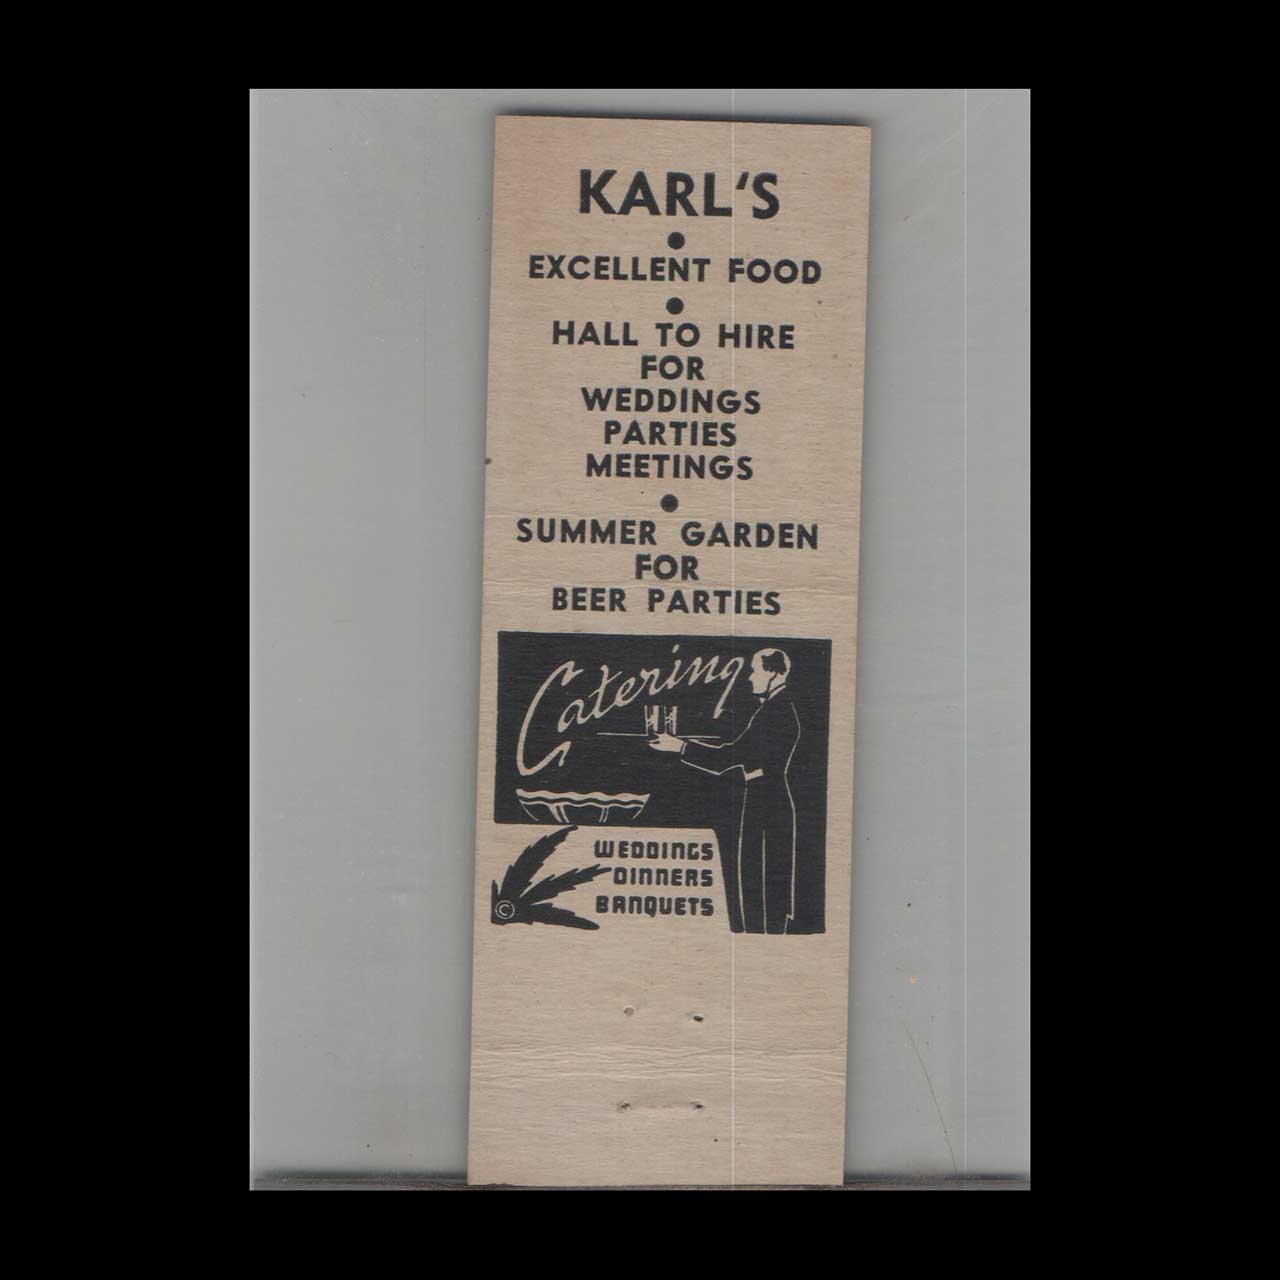 KARL'S
EXCELLENT FOOD
HALL TO HIRE
FOR
WEDDINGS
PARTIES
MEETINGS
SUMMER GARDEN
FOR
BEER PARTIES
Catering
WEDDINGS
DINNERS
BANQUETS
©